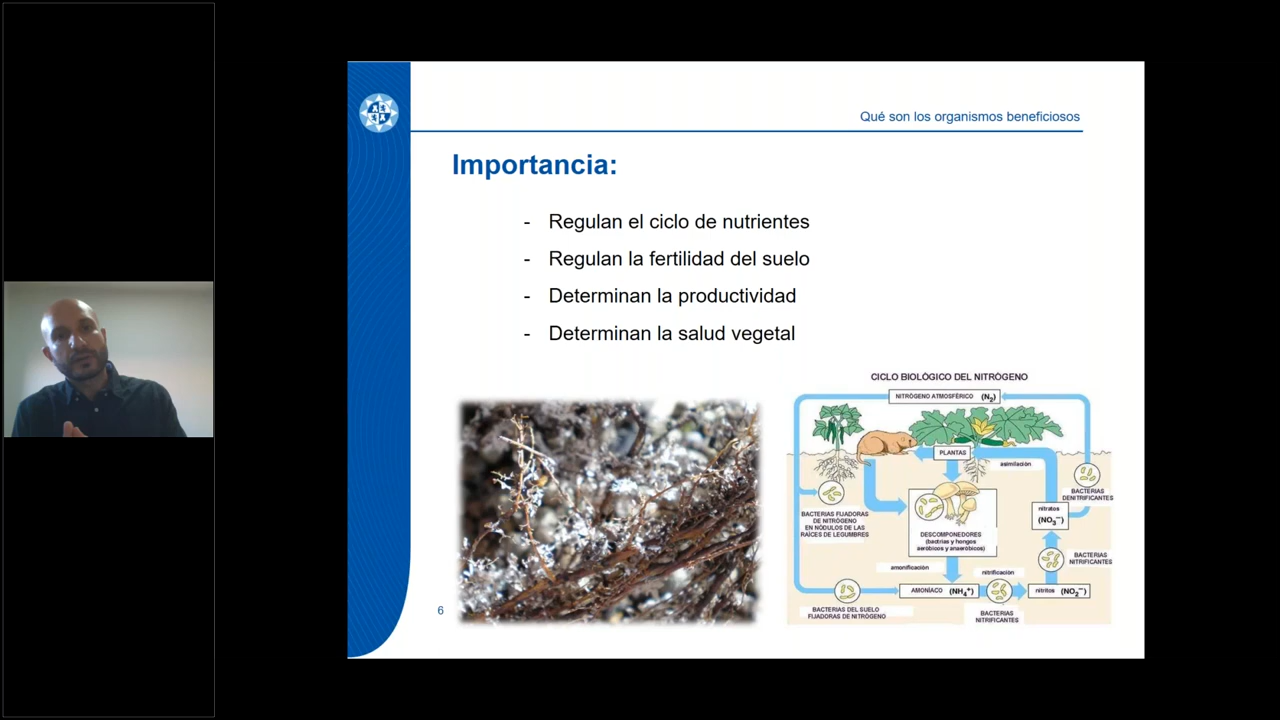 Qué son los organismos beneficiosos
Importancia:
- Regulan el ciclo de nutrientes
- Regulan la fertilidad del suelo
- Determinan la productividad
- Determinan la salud vegetal
CICLO BIOLÓGICO DEL NITRÓGENO
NITRÓGENO ATMOSFÉRICO (N₂)
PLANTAS
asimilación
BACTERIAS
DENITRIFICANTES
BACTERIAS FIJADORAS
DE NITRÓGENO
EN NÓDULOS DE LAS
RAÍCES DE LEGUMBRES
nitratos
(NO₃⁻)
DESCOMPONEDORES
(bactrias y hongos
aeróbicos y anaeróbicos)
BACTERIAS
NITRIFICANTES
amonificación
nitrificación
AMONÍACO (NH₄⁺)
nitritos (NO₂⁻)
BACTERIAS DEL SUELO
FIJADORAS DE NITRÓGENO
BACTERIAS
NITRIFICANTES
6